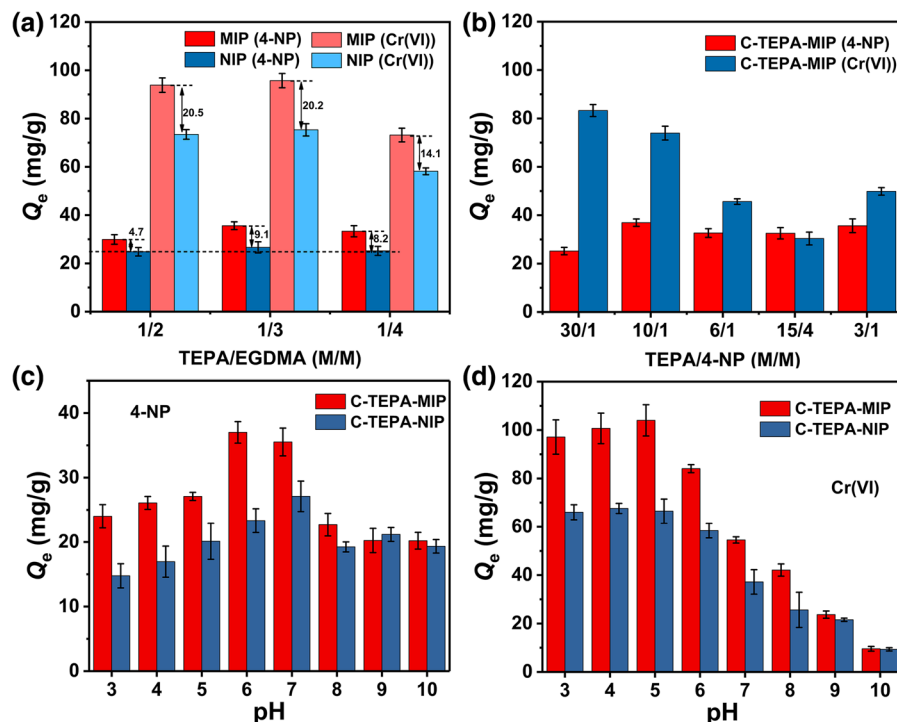 (a)
120
100
80
60
40
20
0
Qe (mg/g)
MIP (4-NP) MIP (Cr(VI))
NIP (4-NP) NIP (Cr(VI))
20.5
20.2
14.1
4.7
9.1
8.2
1/2 1/3 1/4
TEPA/EGDMA (M/M)
(b)
120
100
80
60
40
20
0
Qe (mg/g)
C-TEPA-MIP (4-NP)
C-TEPA-MIP (Cr(VI))
30/1 10/1 6/1 15/4 3/1
TEPA/4-NP (M/M)
(c)
40
30
20
10
0
Qe (mg/g)
4-NP
C-TEPA-MIP
C-TEPA-NIP
3 4 5 6 7 8 9 10
pH
(d)
120
100
80
60
40
20
0
Qe (mg/g)
C-TEPA-MIP
C-TEPA-NIP
Cr(VI)
3 4 5 6 7 8 9 10
pH